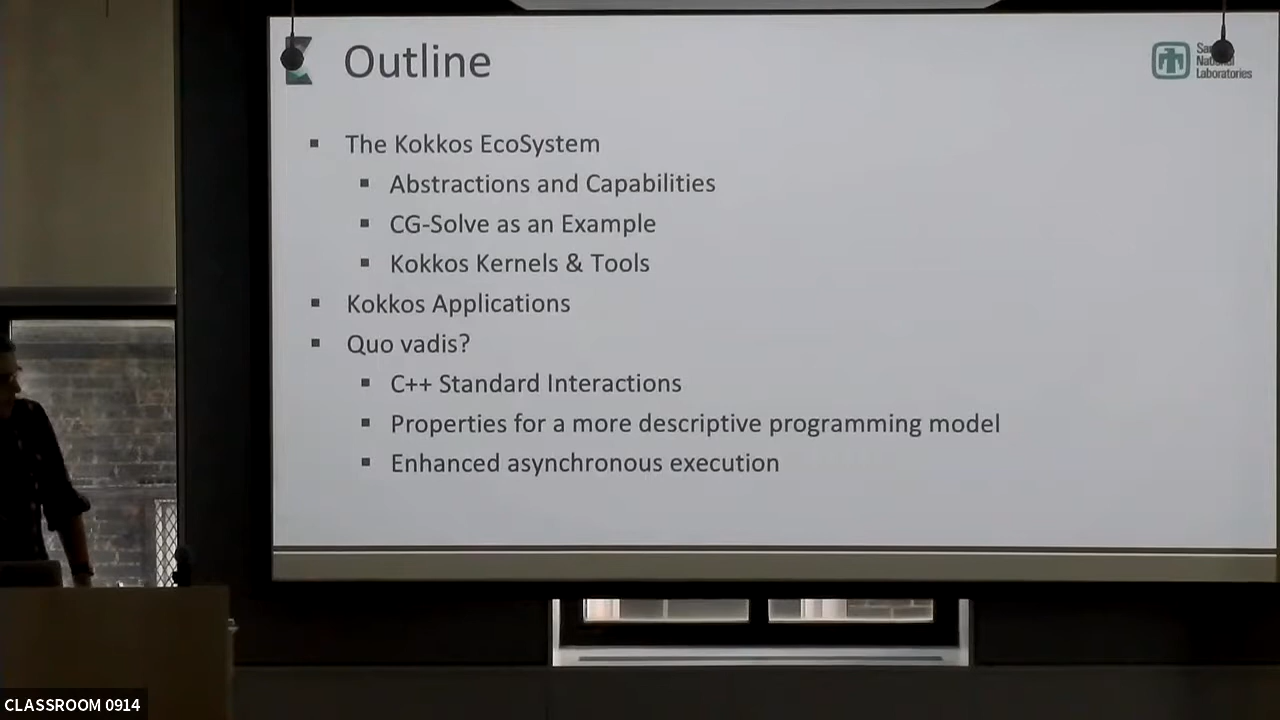 Outline
National
Laboratories
The Kokkos EcoSystem
Abstractions and Capabilities
CG-Solve as an Example
Kokkos Kernels & Tools
Kokkos Applications
Quo vadis?
C++ Standard Interactions
Properties for a more descriptive programming model
Enhanced asynchronous execution
CLASSROOM 0914